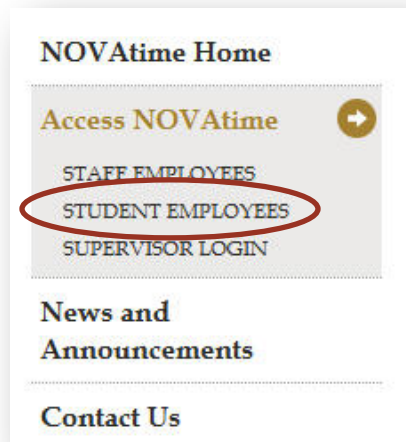 NOVAtime Home
Access NOVAtime
STAFF EMPLOYEES
STUDENT EMPLOYEES
SUPERVISOR LOGIN
News and
Announcements
Contact Us